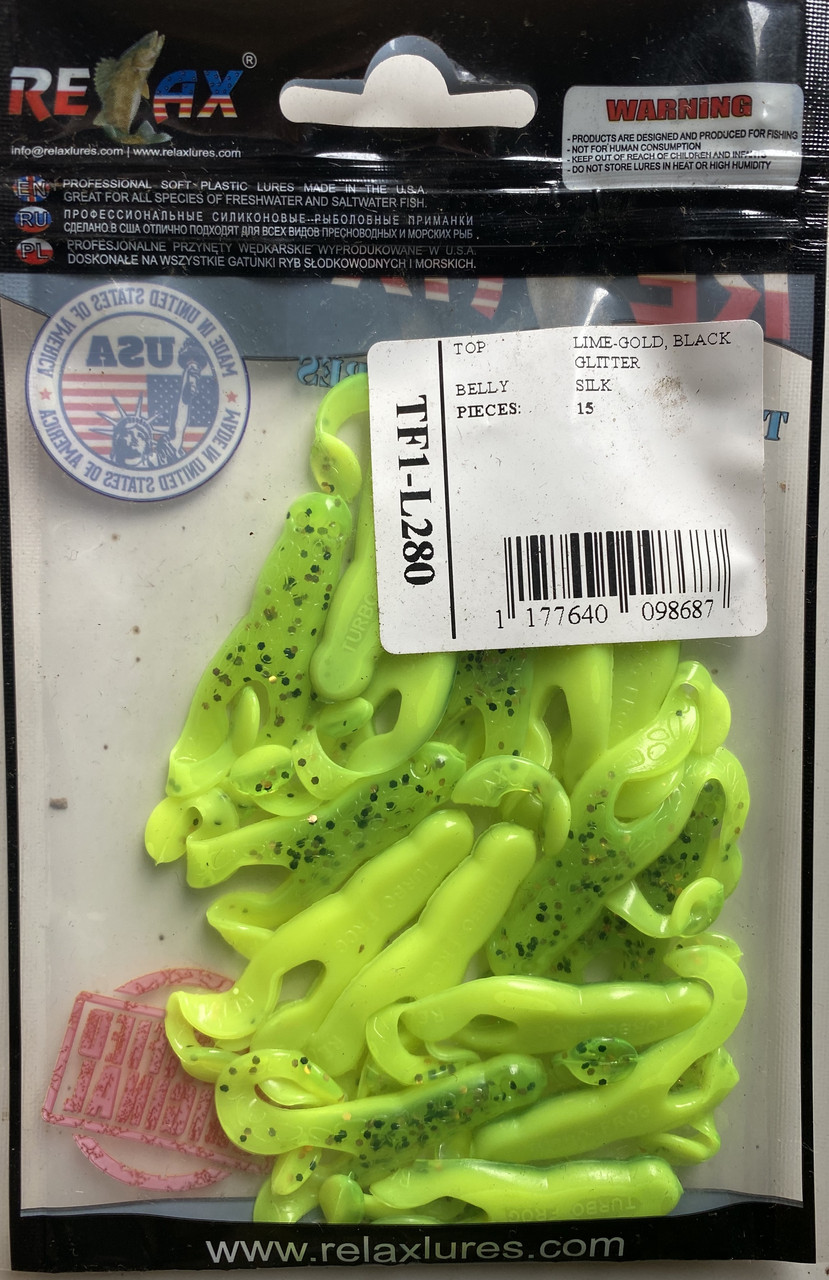 RELAX®
info@relaxlures.com | www.relaxlures.com
WARNING
- PRODUCTS ARE DESIGNED AND PRODUCED FOR FISHING
- NOT FOR HUMAN CONSUMPTION
- KEEP OUT OF REACH OF CHILDREN AND INFANTS
- DO NOT STORE LURES IN HEAT OR HIGH HUMIDITY
EN PROFESSIONAL SOFT PLASTIC LURES MADE IN THE U.S.A.
GREAT FOR ALL SPECIES OF FRESHWATER AND SALTWATER FISH.
RU ПРОФЕССИОНАЛЬНЫЕ СИЛИКОНОВЫЕ РЫБОЛОВНЫЕ ПРИМАНКИ
СДЕЛАНО В США ОТЛИЧНО ПОДХОДЯТ ДЛЯ ВСЕХ ВИДОВ ПРЕСНОВОДНЫХ И МОРСКИХ РЫБ
PL PROFESJONALNE PRZYNĘTY WĘDKARSKIE WYPRODUKOWANE W U.S.A.
DOSKONAŁE NA WSZYSTKIE GATUNKI RYB SŁODKOWODNYCH I MORSKICH.
MADE IN UNITED STATES OF AMERICA
USA
MADE IN UNITED STATES OF AMERICA
TF1-L280
TOP LIME-GOLD, BLACK
GLITTER
BELLY SILK
PIECES: 15
1 177640 098687
TURBO
TURBO FROG
TURBO FROG
www.relaxlures.com